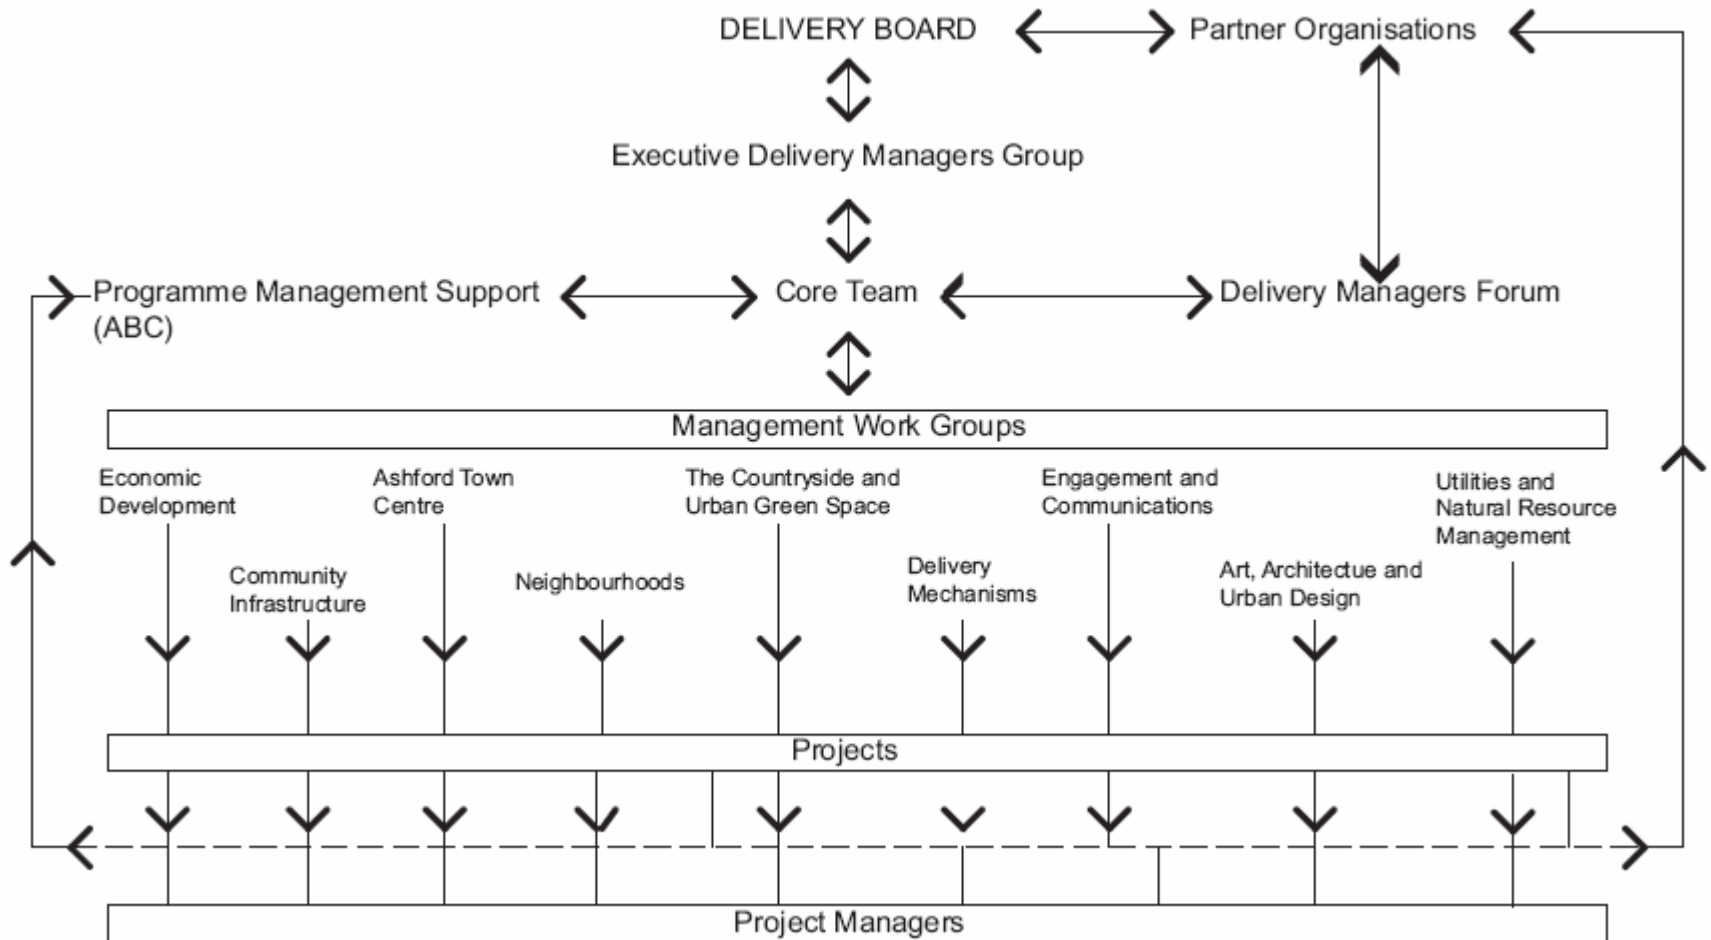 DELIVERY BOARD
Partner Organisations
Executive Delivery Managers Group
Programme Management Support
(ABC)
Core Team
Delivery Managers Forum
Management Work Groups
Economic
Development
Ashford Town
Centre
The Countryside and
Urban Green Space
Engagement and
Communications
Utilities and
Natural Resource
Management
Community
Infrastructure
Neighbourhoods
Delivery
Mechanisms
Art, Architectue and
Urban Design
Projects
Project Managers